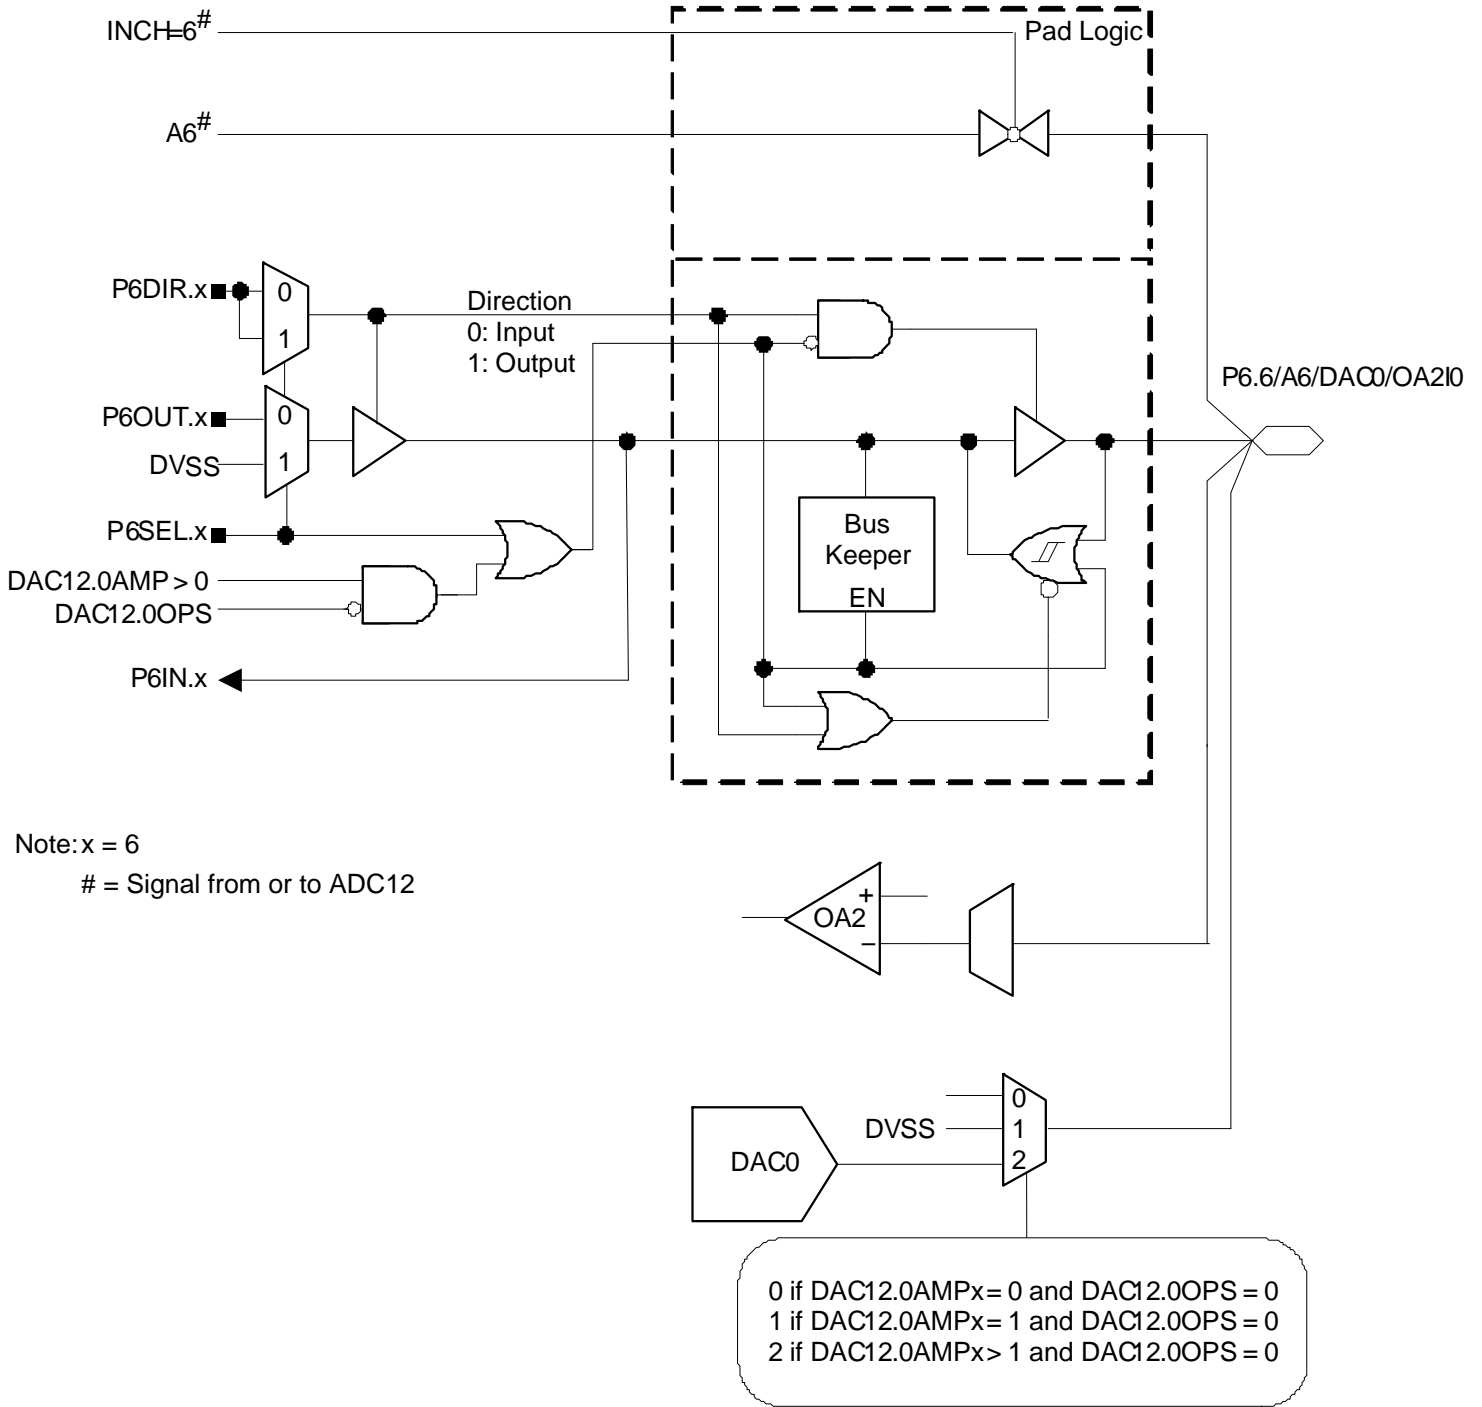 INCH=6#
Pad Logic
A6#
P6DIR.x
0
1
Direction
0: Input
1: Output
P6.6/A6/DAC0/OA2I0
P6OUT.x
0
DVSS
1
P6SEL.x
Bus
Keeper
EN
DAC12.0AMP > 0
DAC12.0OPS
P6IN.x
Note: x = 6
# = Signal from or to ADC12
+
OA2
−
0
DVSS
1
DAC0
2
0 if DAC12.0AMPx = 0 and DAC12.0OPS = 0
1 if DAC12.0AMPx = 1 and DAC12.0OPS = 0
2 if DAC12.0AMPx > 1 and DAC12.0OPS = 0